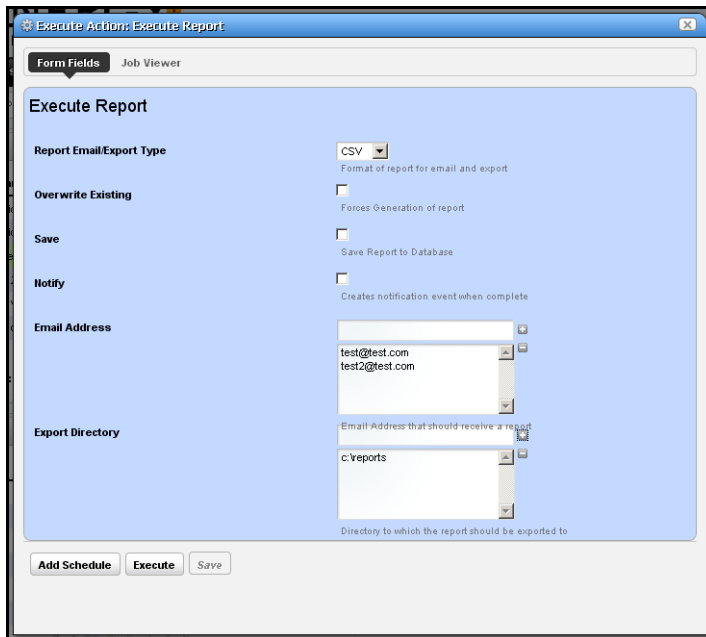 Execute Action: Execute Report
Form Fields Job Viewer
Execute Report
Report Email/Export Type CSV
Format of report for email and export
Overwrite Existing
Forces Generation of report
Save
Save Report to Database
Notify
Creates notification event when complete
Email Address
test@test.com
test2@test.com
Email Address that should receive a report
Export Directory
c:\reports
Directory to which the report should be exported to
Add Schedule Execute Save